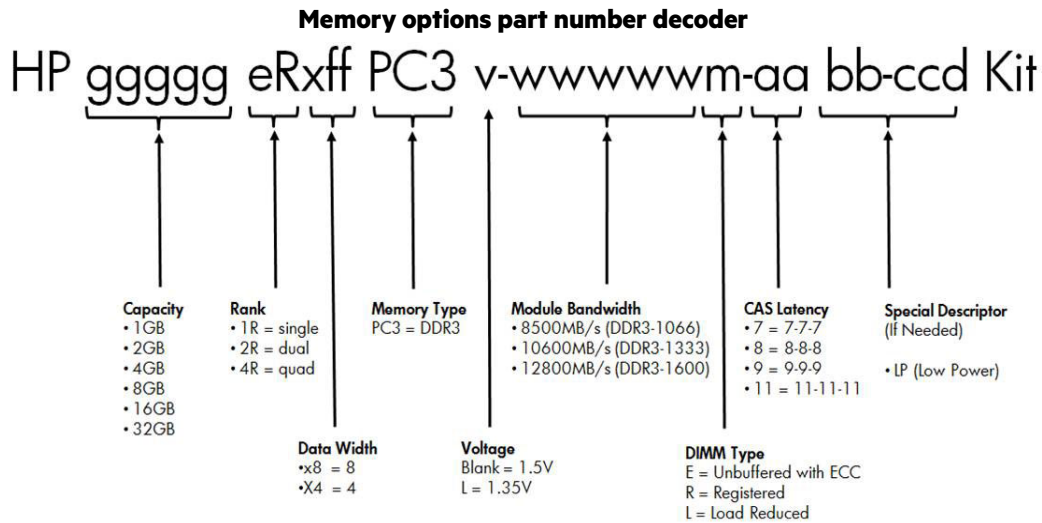 Memory options part number decoder
HP ggggg eRxff PC3 v-wwwwwm-aa bb-ccd Kit
Capacity
• 1GB
• 2GB
• 4GB
• 8GB
• 16GB
• 32GB
Rank
• 1R = single
• 2R = dual
• 4R = quad
Memory Type
PC3 = DDR3
Module Bandwidth
• 8500MB/s (DDR3-1066)
• 10600MB/s (DDR3-1333)
• 12800MB/s (DDR3-1600)
CAS Latency
• 7 = 7-7-7
• 8 = 8-8-8
• 9 = 9-9-9
• 11 = 11-11-11
Special Descriptor
(If Needed)
• LP (Low Power)
Data Width
•x8 = 8
•X4 = 4
Voltage
Blank = 1.5V
L = 1.35V
DIMM Type
E = Unbuffered with ECC
R = Registered
L = Load Reduced